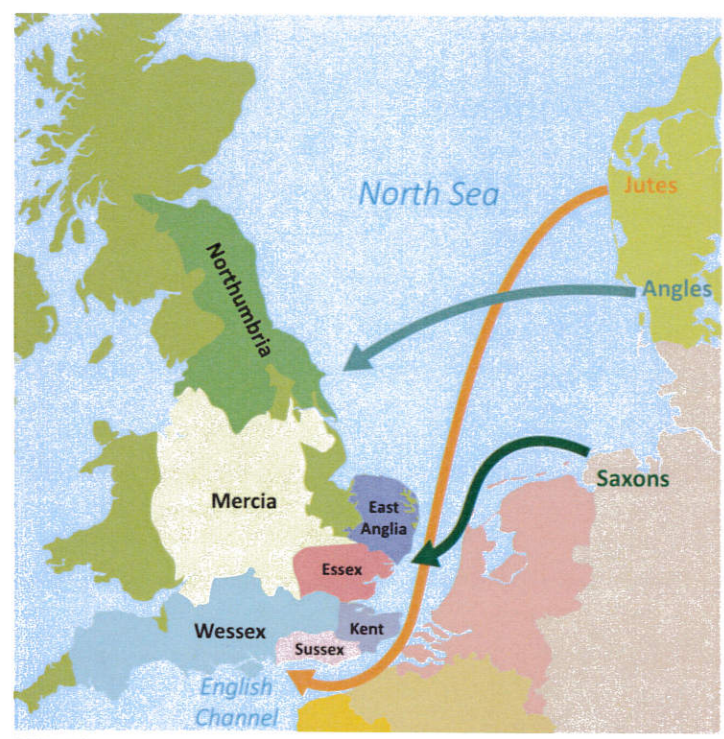 North Sea
Jutes
Angles
Northumbria
Saxons
Mercia
East
Anglia
Essex
Wessex
Kent
Sussex
English
Channel